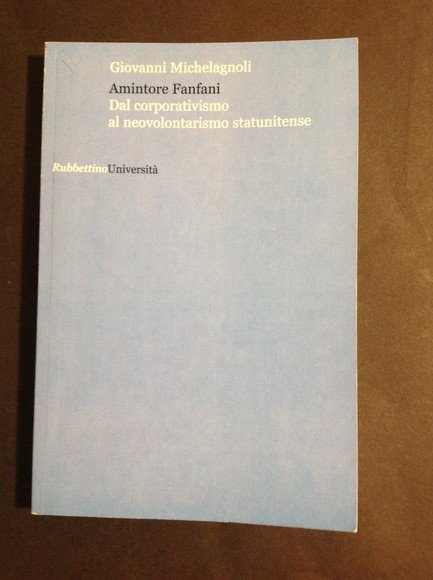 Giovanni Michelagnoli
Amintore Fanfani
Dal corporativismo
al neovolontarismo statunitense
RubbettinoUniversità